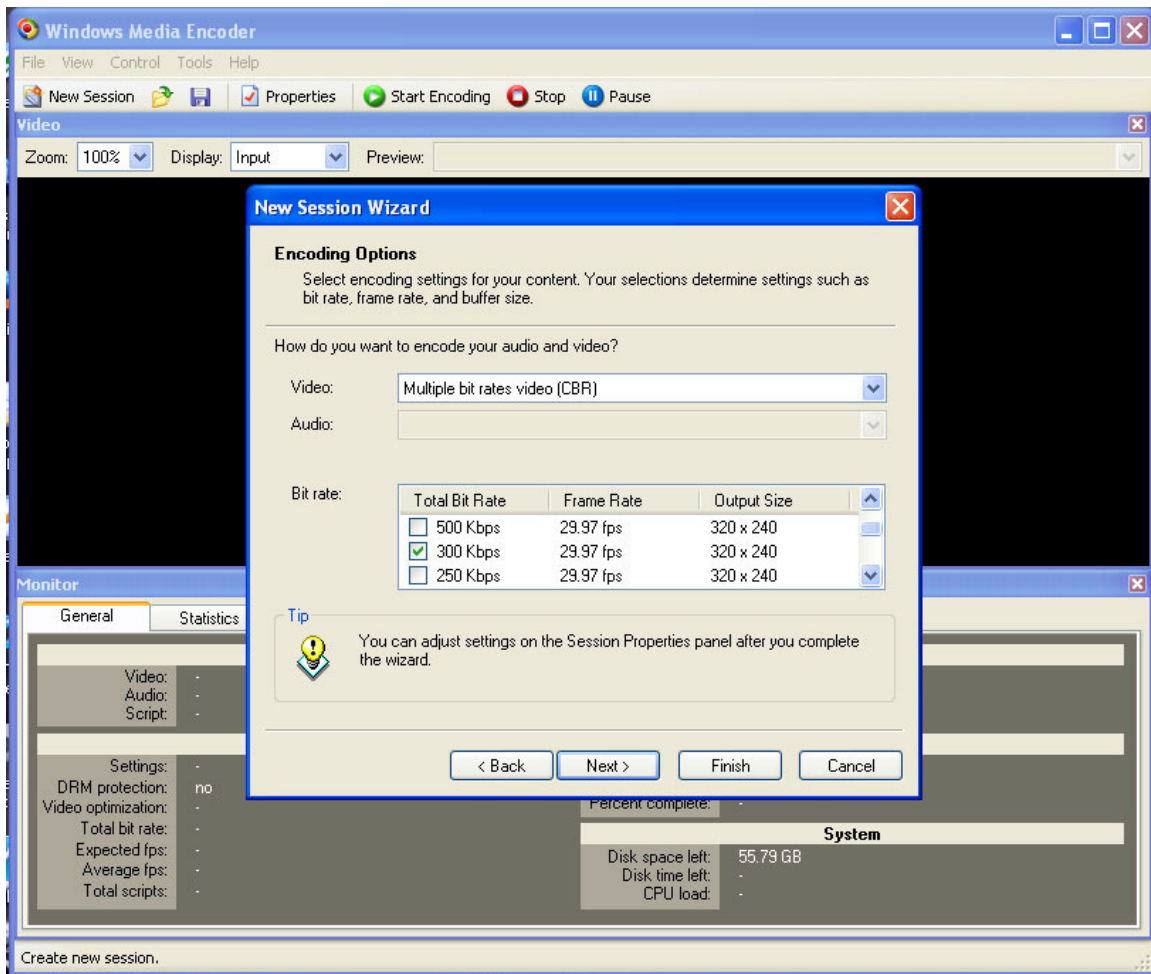 Windows Media Encoder
File View Control Tools Help
New Session Properties Start Encoding Stop Pause
Video
Zoom: 100% Display: Input Preview:
New Session Wizard
Encoding Options
Select encoding settings for your content. Your selections determine settings such as
bit rate, frame rate, and buffer size.
How do you want to encode your audio and video?
Video: Multiple bit rates video (CBR)
Audio:
Bit rate: Total Bit Rate Frame Rate Output Size
500 Kbps 29.97 fps 320 x 240
300 Kbps 29.97 fps 320 x 240
250 Kbps 29.97 fps 320 x 240
Tip
You can adjust settings on the Session Properties panel after you complete
the wizard.
< Back Next > Finish Cancel
Monitor
General Statistics
Video: -
Audio: -
Script: -
Settings: -
DRM protection: no
Video optimization: -
Total bit rate: -
Expected fps: -
Average fps: -
Total scripts: -
Percent complete: -
System
Disk space left: 55.79 GB
Disk time left: -
CPU load: -
Create new session.